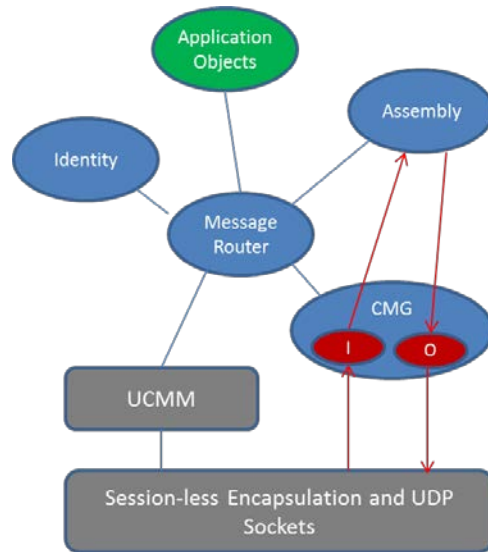 Application
Objects
Assembly
Identity
Message
Router
CMG
I
O
UCMM
Session-less Encapsulation and UDP
Sockets